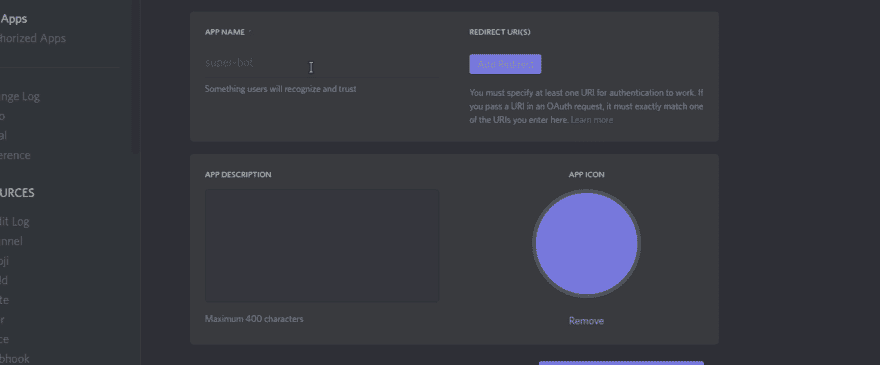 Apps
horized Apps
nge Log
o
al
erence
URCES
it Log
nnel
oji
ld
te
r
ce
bhook
APP NAME
super-bot
Something users will recognize and trust
REDIRECT URI(S)
Add Redirect
You must specify at least one URI for authentication to work. If
you pass a URI in an OAuth request, it must exactly match one
of the URIs you enter here. Learn more
APP DESCRIPTION
Maximum 400 characters
APP ICON
Remove